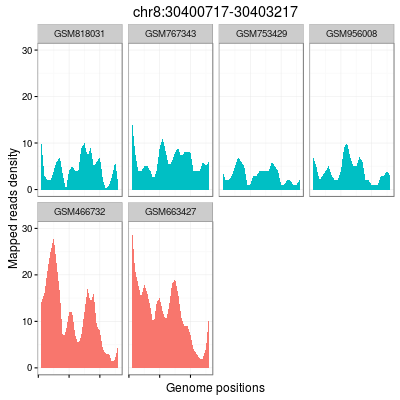 chr8:30400717-30403217
GSM818031 GSM767343 GSM753429 GSM956008
30
20
10
0
Mapped reads density
GSM466732 GSM663427
30
20
10
0
Genome positions